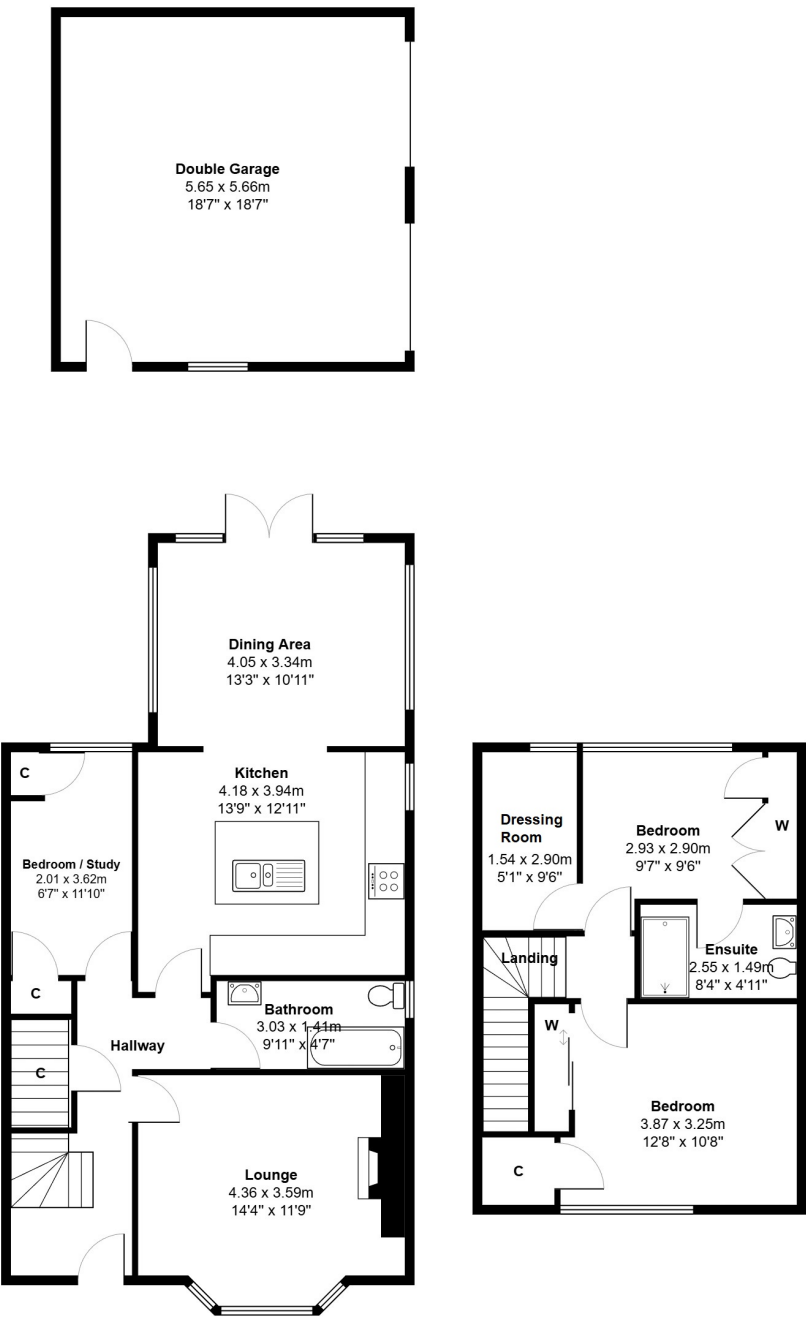 Double Garage
5.65 x 5.66m
18'7" x 18'7"
Dining Area
4.05 x 3.34m
13'3" x 10'11"
C
Kitchen
4.18 x 3.94m
13'9" x 12'11"
Bedroom / Study
2.01 x 3.62m
6'7" x 11'10"
C
Bathroom
3.03 x 1.41m
9'11" x 4'7"
Hallway
C
Lounge
4.36 x 3.59m
14'4" x 11'9"
Dressing
Room
1.54 x 2.90m
5'1" x 9'6"
Bedroom
2.93 x 2.90m
9'7" x 9'6"
W
Landing
Ensuite
2.55 x 1.49m
8'4" x 4'11"
W
Bedroom
3.87 x 3.25m
12'8" x 10'8"
C